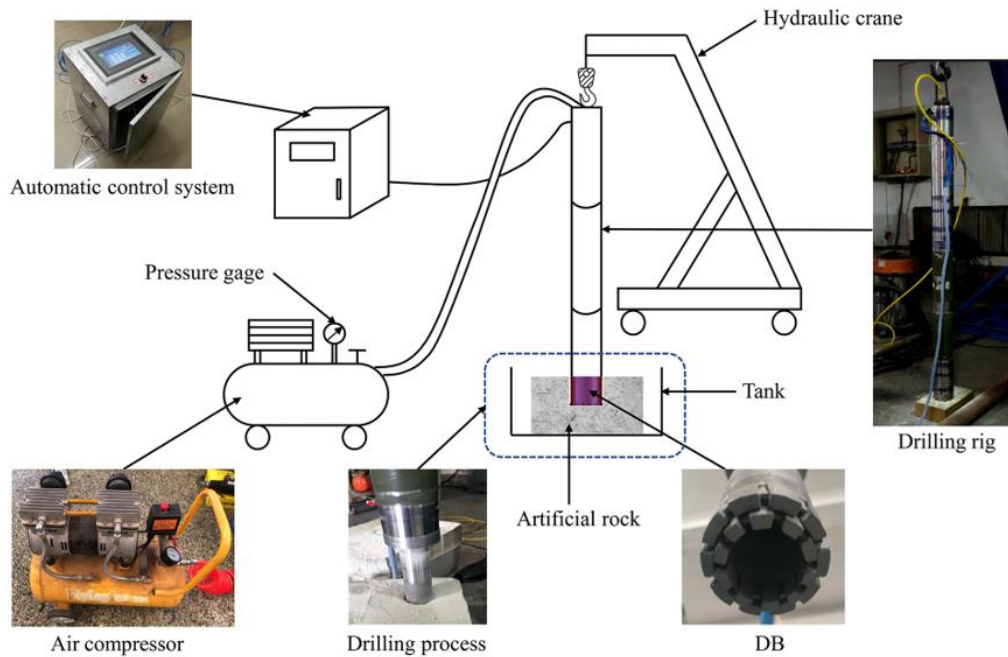 Hydraulic crane
Automatic control system
Pressure gage
Tank
Drilling rig
Artificial rock
Air compressor
Drilling process
DB